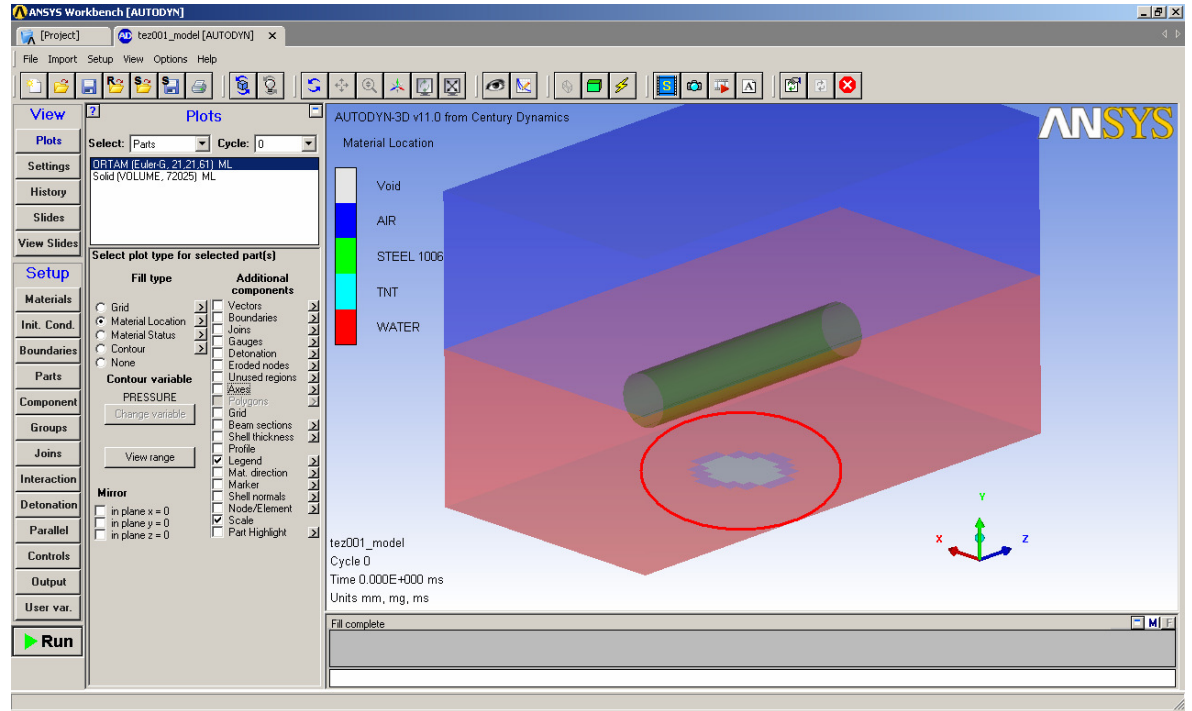 ANSYS Workbench [AUTODYN]
[Project]
AD tez001_model [AUTODYN] X
File Import Setup View Options Help
View
Plots
Settings
History
Slides
View Slides
Setup
Materials
Init. Cond.
Boundaries
Parts
Component
Groups
Joins
Interaction
Detonation
Parallel
Controls
Output
User var.
Run
? Plots
Select: Parts Cycle: 0
ORTAM (Euler-G, 21,21,61) ML
Solid (VOLUME, 72025) ML
Select plot type for selected part(s)
Fill type
Grid
Material Location
Material Status
Contour
None
Contour variable
PRESSURE
Change variable
View range
Mirror
in plane x = 0
in plane y = 0
in plane z = 0
Additional
components
Vectors
Boundaries
Joins
Gauges
Detonation
Eroded nodes
Unused regions
Axes
Polygons
Grid
Beam sections
Shell thickness
Profile
Legend
Mat. direction
Marker
Shell normals
Node/Element
Scale
Part Highlight
AUTODYN-3D v11.0 from Century Dynamics
Material Location
ANSYS
Void
AIR
STEEL 1006
TNT
WATER
Y
X
Z
tez001_model
Cycle 0
Time 0.000E+000 ms
Units mm, mg, ms
Fill complete
M F